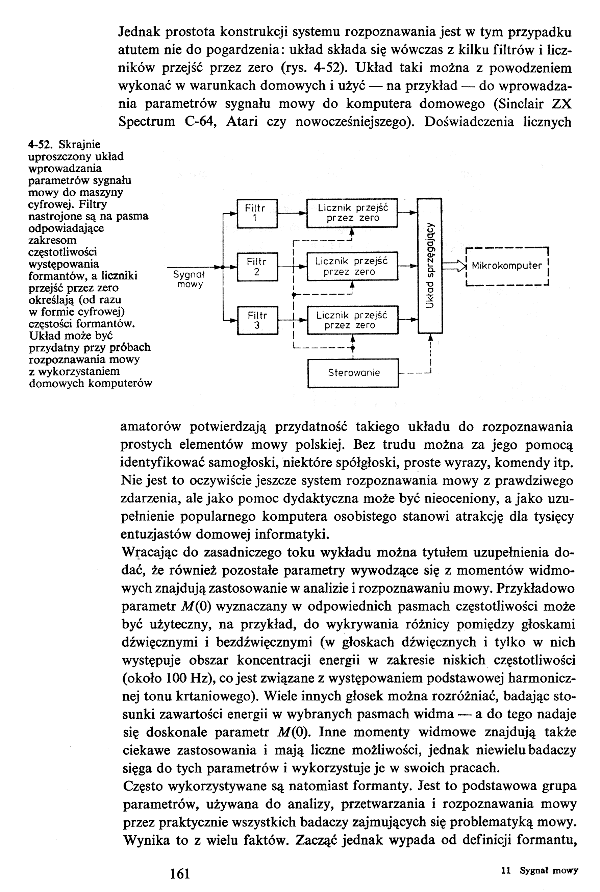 Jednak prostota konstrukcji systemu rozpoznawania jest w tym przypadku
atutem nie do pogardzenia: układ składa się wówczas z kilku filtrów i licz-
ników przejść przez zero (rys. 4-52). Układ taki można z powodzeniem
wykonać w warunkach domowych i użyć — na przykład — do wprowadza-
nia parametrów sygnału mowy do komputera domowego (Sinclair ZX
Spectrum C-64, Atari czy nowocześniejszego). Doświadczenia licznych
4-52. Skrajnie
uproszczony układ
wprowadzania
parametrów sygnału
mowy do maszyny
cyfrowej. Filtry
nastrojone są na pasma
odpowiadające
zakresom
częstotliwości
występowania
formantów, a liczniki
przejść przez zero
określają (od razu
w formie cyfrowej)
częstości formantów.
Układ może być
przydatny przy próbach
rozpoznawania mowy
z wykorzystaniem
domowych komputerów
Sygnał
mowy
Filtr
1
Licznik przejść
przez zero
Filtr
2
Licznik przejść
przez zero
Filtr
3
Licznik przejść
przez zero
Sterowanie
Układ sprzęgający
Mikrokomputer
amatorów potwierdzają przydatność takiego układu do rozpoznawania
prostych elementów mowy polskiej. Bez trudu można za jego pomocą
identyfikować samogłoski, niektóre spółgłoski, proste wyrazy, komendy itp.
Nie jest to oczywiście jeszcze system rozpoznawania mowy z prawdziwego
zdarzenia, ale jako pomoc dydaktyczna może być nieoceniony, a jako uzu-
pełnienie popularnego komputera osobistego stanowi atrakcję dla tysięcy
entuzjastów domowej informatyki.
Wracając do zasadniczego toku wykładu można tytułem uzupełnienia do-
dać, że również pozostałe parametry wywodzące się z momentów widmo-
wych znajdują zastosowanie w analizie i rozpoznawaniu mowy. Przykładowo
parametr M(0) wyznaczany w odpowiednich pasmach częstotliwości może
być użyteczny, na przykład, do wykrywania różnicy pomiędzy głoskami
dźwięcznymi i bezdźwięcznymi (w głoskach dźwięcznych i tylko w nich
występuje obszar koncentracji energii w zakresie niskich częstotliwości
(około 100 Hz), co jest związane z występowaniem podstawowej harmonicz-
nej tonu krtaniowego). Wiele innych głosek można rozróżniać, badając sto-
sunki zawartości energii w wybranych pasmach widma — a do tego nadaje
się doskonale parametr M(0). Inne momenty widmowe znajdują także
ciekawe zastosowania i mają liczne możliwości, jednak niewielu badaczy
sięga do tych parametrów i wykorzystuje je w swoich pracach.
Często wykorzystywane są natomiast formanty. Jest to podstawowa grupa
parametrów, używana do analizy, przetwarzania i rozpoznawania mowy
przez praktycznie wszystkich badaczy zajmujących się problematyką mowy.
Wynika to z wielu faktów. Zacząć jednak wypada od definicji formantu,
161
11 Sygnał mowy